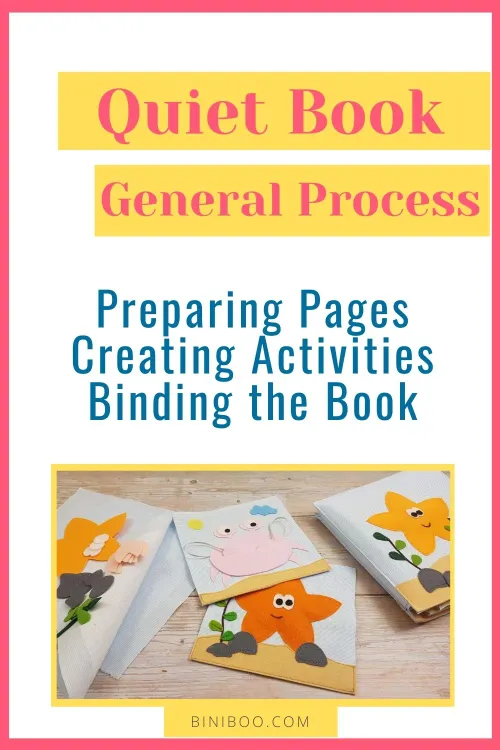 Quiet Book
General Process
Preparing Pages
Creating Activities
Binding the Book
BINIBOO.COM